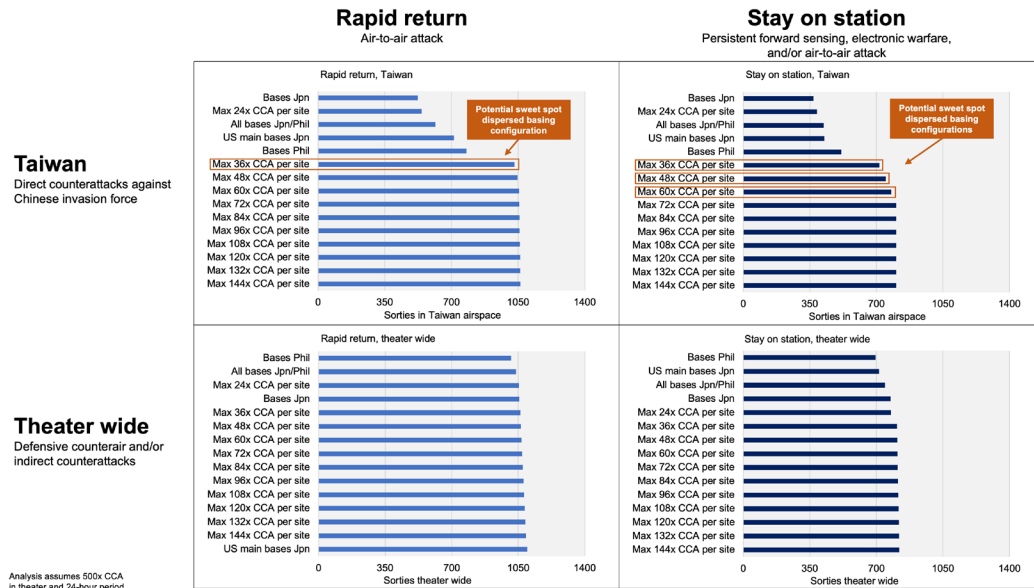 Rapid return
Air-to-air attack
Stay on station
Persistent forward sensing, electronic warfare,
and/or air-to-air attack
Taiwan
Direct counterattacks against
Chinese invasion force
Rapid return, Taiwan
Bases Jpn
Max 24x CCA per site
All bases Jpn/Phil
US main bases Jpn
Bases Phil
Max 36x CCA per site
Max 48x CCA per site
Max 60x CCA per site
Max 72x CCA per site
Max 84x CCA per site
Max 96x CCA per site
Max 108x CCA per site
Max 120x CCA per site
Max 132x CCA per site
Max 144x CCA per site
Potential sweet spot
dispersed basing
configuration
0 350 700 1050 1400
Sorties in Taiwan airspace
Stay on station, Taiwan
Bases Jpn
Max 24x CCA per site
All bases Jpn/Phil
US main bases Jpn
Bases Phil
Max 36x CCA per site
Max 48x CCA per site
Max 60x CCA per site
Max 72x CCA per site
Max 84x CCA per site
Max 96x CCA per site
Max 108x CCA per site
Max 120x CCA per site
Max 132x CCA per site
Max 144x CCA per site
Potential sweet spot
dispersed basing
configurations
0 350 700 1050 1400
Sorties in Taiwan airspace
Theater wide
Defensive counterair and/or
indirect counterattacks
Rapid return, theater wide
Bases Phil
All bases Jpn/Phil
Max 24x CCA per site
Bases Jpn
Max 36x CCA per site
Max 48x CCA per site
Max 60x CCA per site
Max 72x CCA per site
Max 84x CCA per site
Max 96x CCA per site
Max 108x CCA per site
Max 120x CCA per site
Max 132x CCA per site
Max 144x CCA per site
US main bases Jpn
0 350 700 1050 1400
Sorties theater wide
Stay on station, theater wide
Bases Phil
US main bases Jpn
All bases Jpn/Phil
Bases Jpn
Max 24x CCA per site
Max 36x CCA per site
Max 48x CCA per site
Max 60x CCA per site
Max 72x CCA per site
Max 84x CCA per site
Max 96x CCA per site
Max 108x CCA per site
Max 120x CCA per site
Max 132x CCA per site
Max 144x CCA per site
0 350 700 1050 1400
Sorties theater wide
Analysis assumes 500x CCA
in theater and 24-hour period